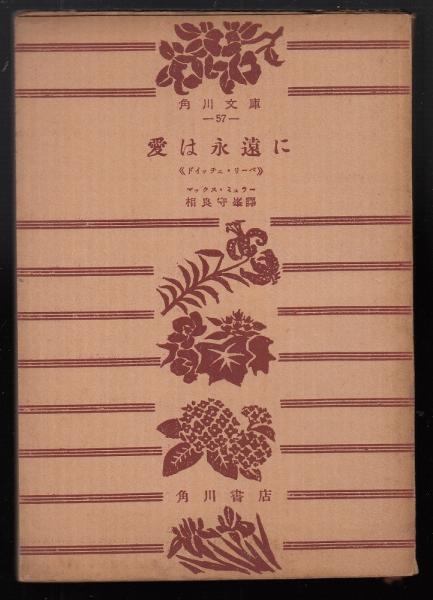 角川文庫
—57—
愛は永遠に
《ドイッチェ・リーベ》
マックス・ミュラー
相良守峯譯
角川書店